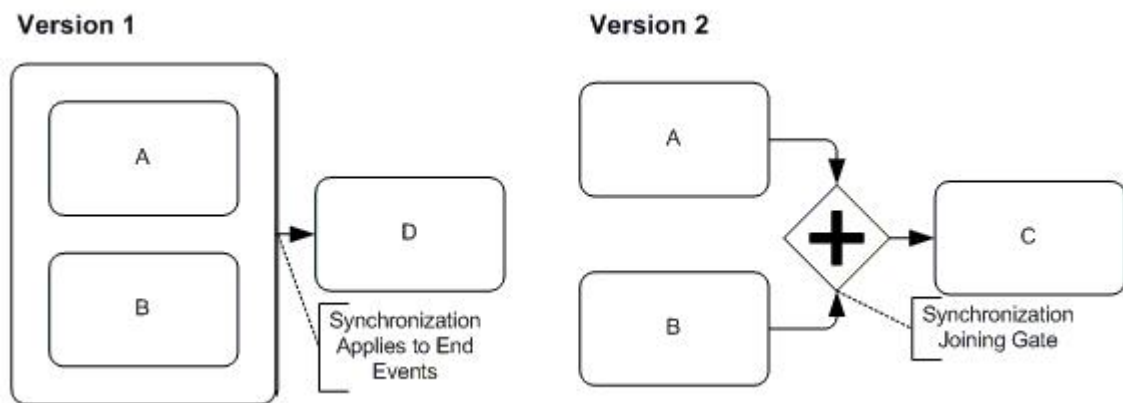 Version 1
A
B
D
Synchronization
Applies to End
Events
Version 2
A
B
C
Synchronization
Joining Gate